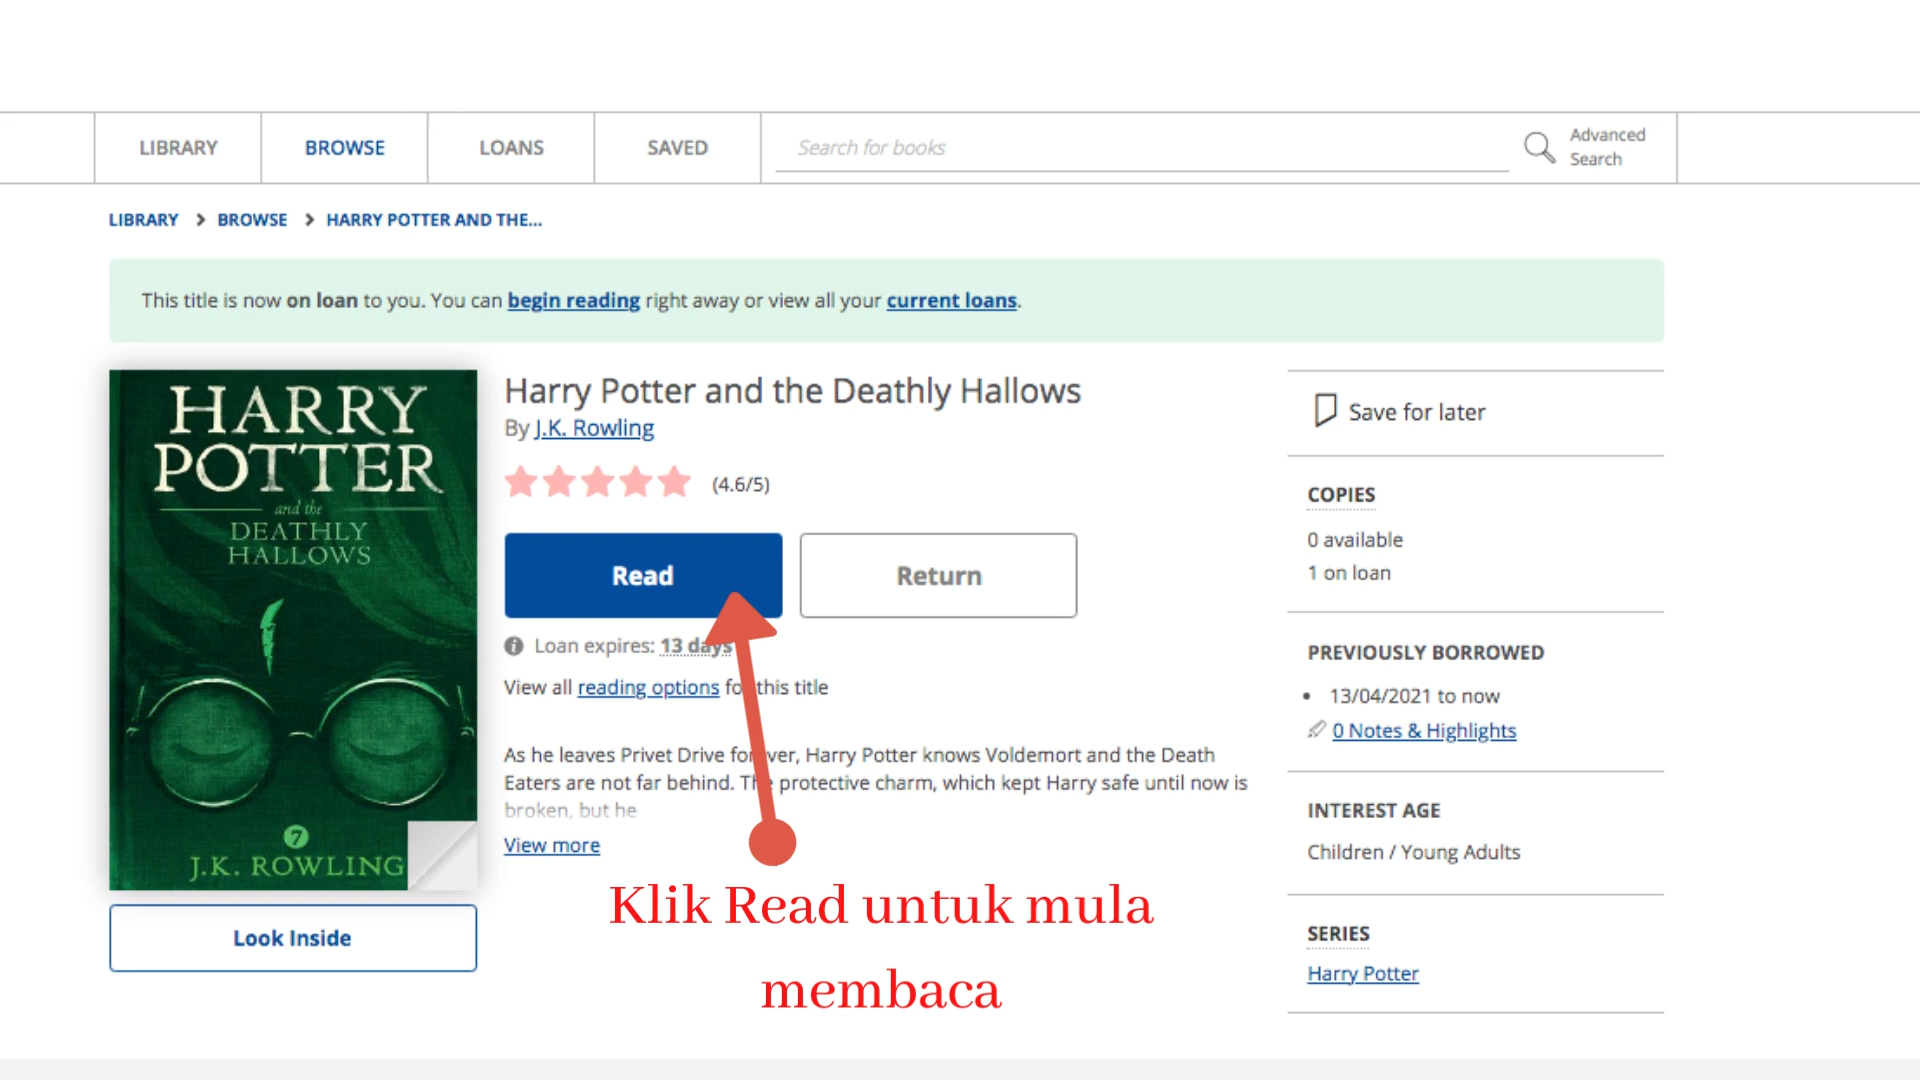 LIBRARY
BROWSE
LOANS
SAVED
Search for books
Advanced
Search
LIBRARY > BROWSE > HARRY POTTER AND THE...
This title is now on loan to you. You can begin reading right away or view all your current loans.
HARRY
POTTER
and the
DEATHLY
HALLOWS
7
J.K. ROWLING
Look Inside
Harry Potter and the Deathly Hallows
By J.K. Rowling
(4.6/5)
Read
Return
Loan expires: 13 days
View all reading options for this title
As he leaves Privet Drive forever, Harry Potter knows Voldemort and the Death
Eaters are not far behind. The protective charm, which kept Harry safe until now is
broken, but he
View more
Klik Read untuk mula
membaca
Save for later
COPIES
0 available
1 on loan
PREVIOUSLY BORROWED
• 13/04/2021 to now
0 Notes & Highlights
INTEREST AGE
Children / Young Adults
SERIES
Harry Potter